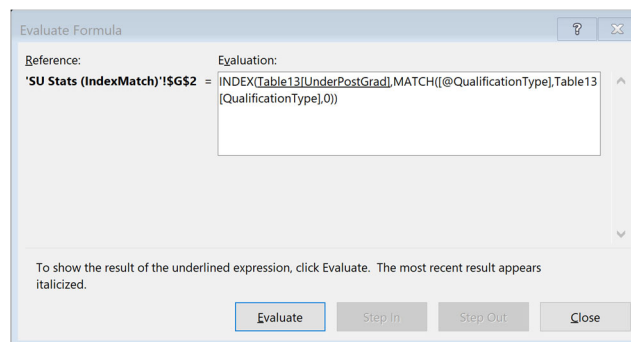 Evaluate Formula
?
Reference:
Evaluation:
'SU Stats (IndexMatch)'!$G$2 = INDEX(Table13[UnderPostGrad],MATCH([@QualificationType],Table13
[QualificationType],0))
To show the result of the underlined expression, click Evaluate. The most recent result appears
italicized.
Evaluate
Step In
Step Out
Close